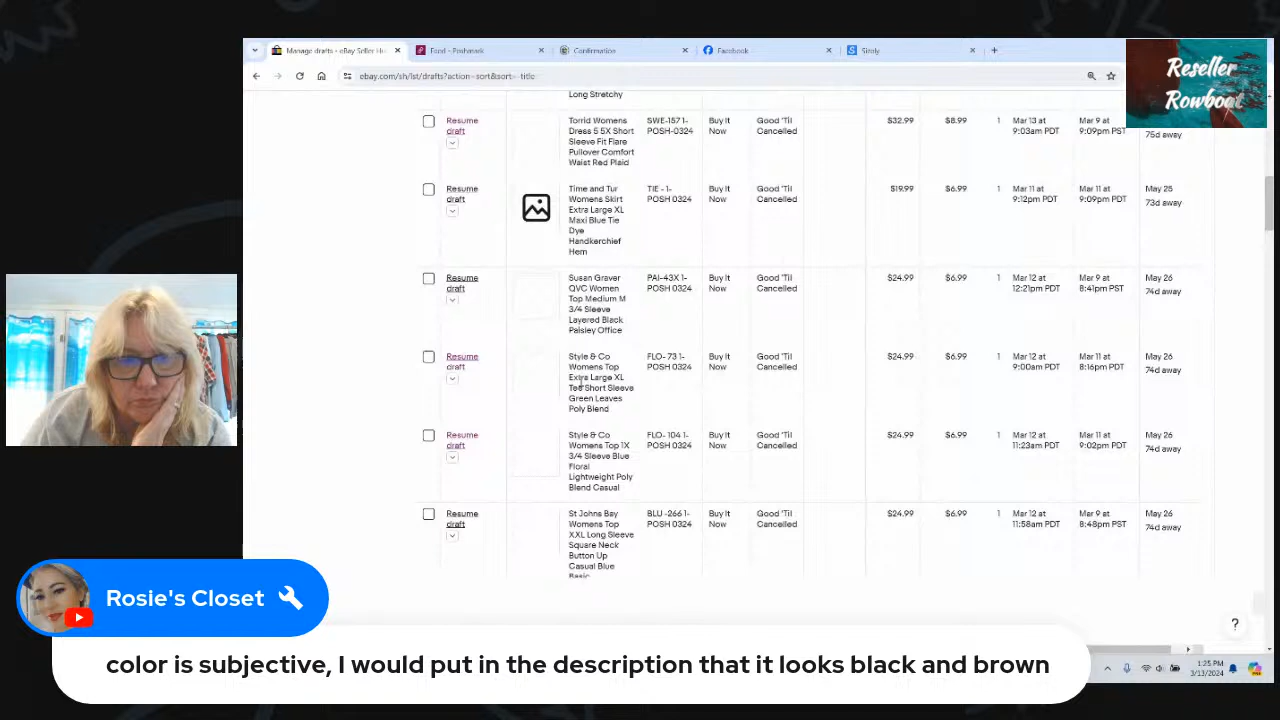 Manage drafts - eBay Seller Hu
Confirmation
Facebook
ebay.com/sh/lst/drafts?action=sort&sort=-title
Reseller
Rowboat
Long Stretchy
Resume
draft
Torrid Womens
Dress 5 5X Short
Sleeve Fit Flare
Pullover Comfort
Waist Red Plaid
SWE-157 1-
POSH-0324
Buy It
Now
Good 'Til
Cancelled
$32.99
$8.99
1
Mar 13 at
9:03am PDT
Mar 9 at
9:09pm PST
75d away
Resume
draft
Time and Tur
Womens Skirt
Extra Large XL
Maxi Blue Tie
Dye
Handkerchief
Hem
TIE - 1-
POSH 0324
Buy It
Now
Good 'Til
Cancelled
$19.99
$6.99
1
Mar 11 at
9:12pm PDT
Mar 11 at
9:09pm PDT
May 25
73d away
Resume
draft
Susan Graver
QVC Women
Top Medium M
3/4 Sleeve
Layered Black
Paisley Office
PAI-43X 1-
POSH 0324
Buy It
Now
Good 'Til
Cancelled
$24.99
$6.99
1
Mar 12 at
12:21pm PDT
Mar 9 at
8:41pm PST
May 26
74d away
Resume
draft
Style & Co
Womens Top
Extra Large XL
Tee Short Sleeve
Green Leaves
Poly Blend
FLO- 73 1-
POSH 0324
Buy It
Now
Good 'Til
Cancelled
$24.99
$6.99
1
Mar 12 at
9:00am PDT
Mar 11 at
8:16pm PDT
May 26
74d away
Resume
draft
Style & Co
Womens Top 1X
3/4 Sleeve Blue
Floral
Lightweight Poly
Blend Casual
FLO- 104 1-
POSH 0324
Buy It
Now
Good 'Til
Cancelled
$24.99
$6.99
1
Mar 12 at
11:23am PDT
Mar 11 at
9:02pm PDT
May 26
74d away
Resume
draft
St Johns Bay
Womens Top
XXL Long Sleeve
Square Neck
Button Up
Casual Blue
Basic
BLU -266 1-
POSH 0324
Buy It
Now
Good 'Til
Cancelled
$24.99
$6.99
1
Mar 12 at
11:58am PDT
Mar 9 at
8:48pm PST
May 26
74d away
1:25 PM
3/13/2024
Rosie's Closet
color is subjective, I would put in the description that it looks black and brown